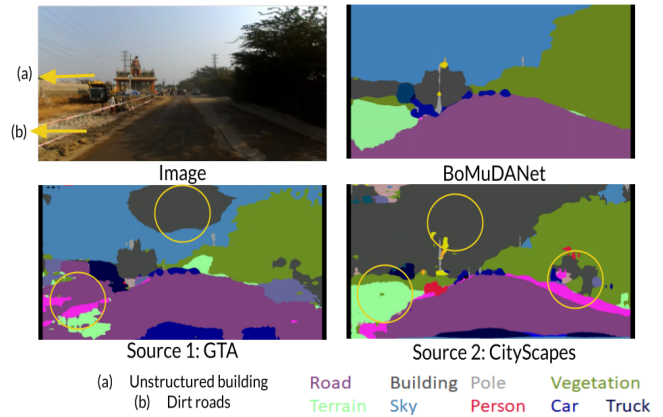 (a)
(b)
Image
BoMuDANet
Source 1: GTA
Source 2: CityScapes
(a) Unstructured building
(b) Dirt roads
Road Building Pole Vegetation
Terrain Sky Person Car Truck